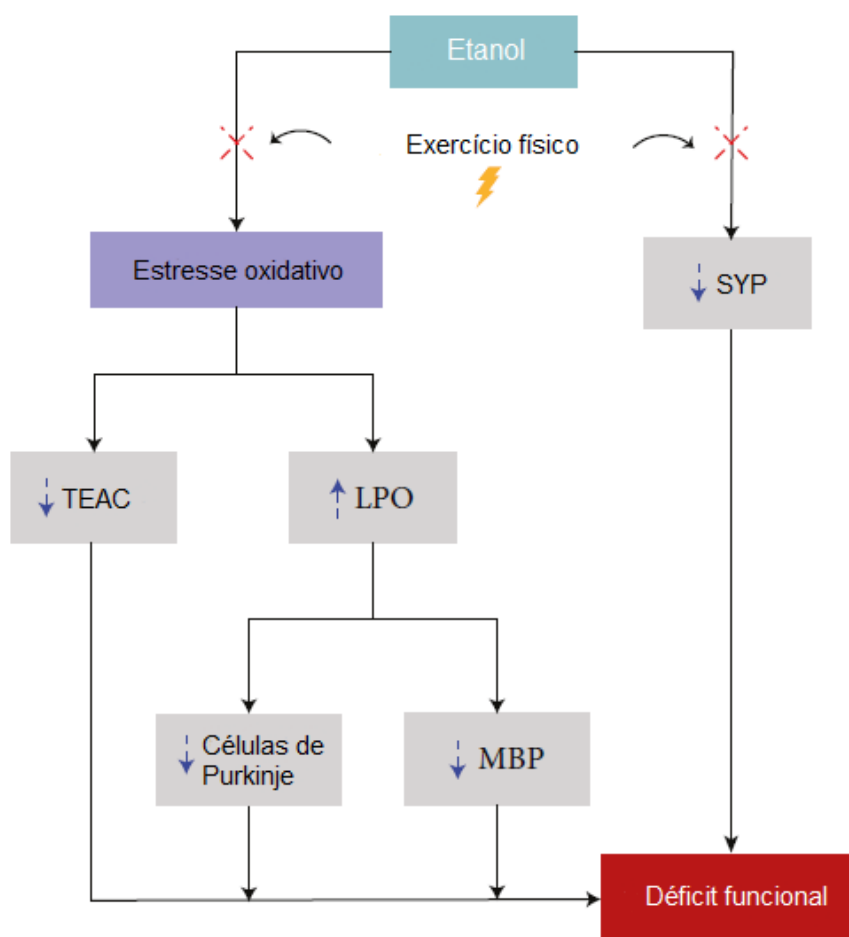 Etanol
Exercício físico
Estresse oxidativo
SYP
TEAC
LPO
Células de
Purkinje
MBP
Déficit funcional